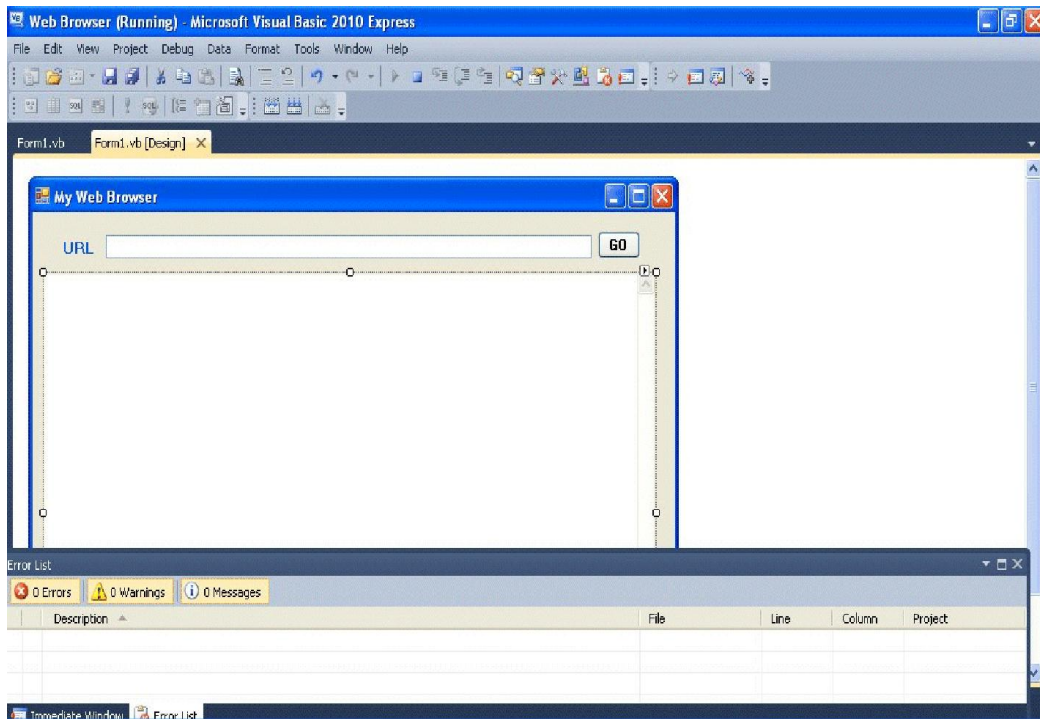 Web Browser (Running) - Microsoft Visual Basic 2010 Express
File Edit View Project Debug Data Format Tools Window Help
Form1.vb Form1.vb [Design]
My Web Browser
URL GO
Error List
0 Errors 0 Warnings 0 Messages
Description File Line Column Project
Immediate Window Error List